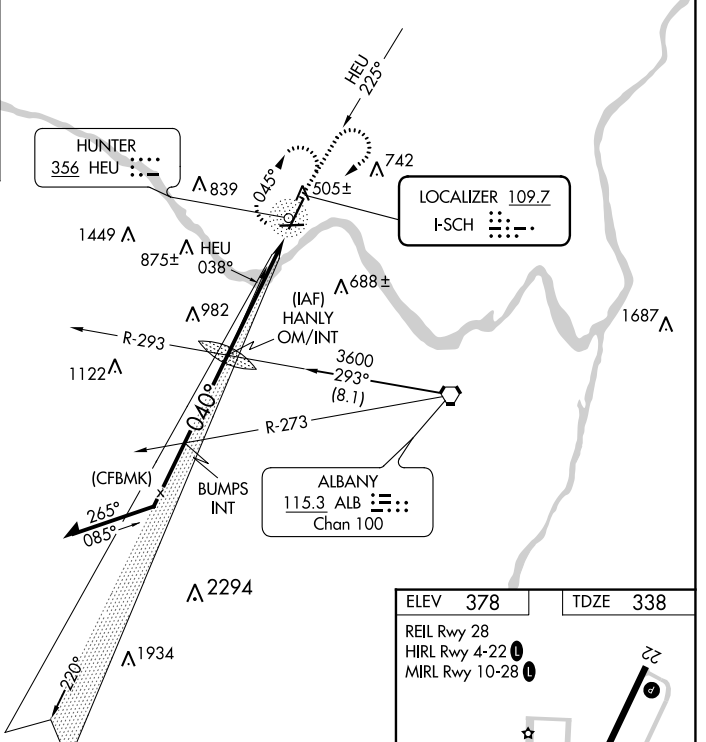 HEU
225°
HUNTER
356 HEU
839
045°
742
505±
LOCALIZER 109.7
I-SCH
1449
875±
HEU
038°
688±
982
(IAF)
HANLY
OM/INT
1687
R-293
1122
3600
293°
(8.1)
040°
R-273
(CFBMK)
BUMPS
INT
ALBANY
115.3 ALB
Chan 100
265°
085°
2294
1934
220°
ELEV 378
TDZE 338
REIL Rwy 28
HIRL Rwy 4-22 L
MIRL Rwy 10-28 L
22
P